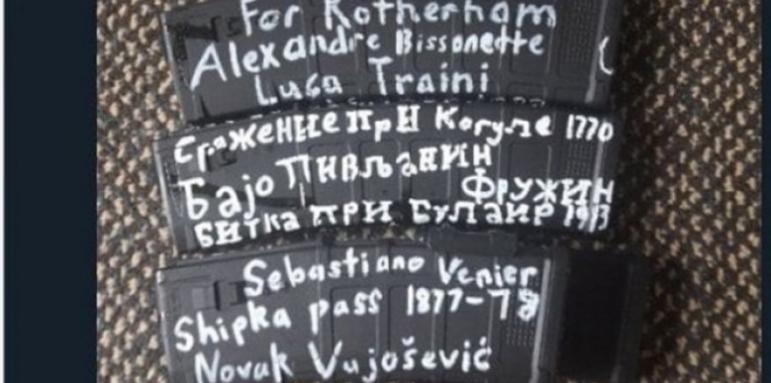 For Rotherham
Alexandre Bissonette
Luca Traini
Сражение при Кагуле 1770
Бајо Пивљанин
Фружин
Битка при Булаир 1913
Sebastiano Venier
Shipka pass 1877-78
Novak Vujošević